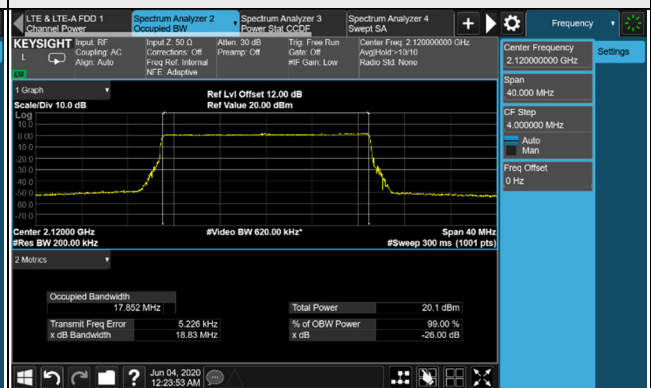 LTE & LTE-A FDD 1
Channel Power
Spectrum Analyzer 2
Occupied BW
Spectrum Analyzer 3
Power Stat CCDF
Spectrum Analyzer 4
Swept SA
Frequency
KEYSIGHT
L
Input: RF
Coupling: AC
Align: Auto
Input Z: 50 Ω
Corrections: Off
Freq Ref: Internal
NFE: Adaptive
Atten: 30 dB
Preamp: Off
Trig: Free Run
Gate: Off
#IF Gain: Low
Center Freq: 2.120000000 GHz
Avg|Hold:>10/10
Radio Std: None
Center Frequency
2.120000000 GHz
Settings
Span
40.000 MHz
CF Step
4.000000 MHz
Auto
Man
Freq Offset
0 Hz
1 Graph
Scale/Div 10.0 dB
Ref Lvl Offset 12.00 dB
Ref Value 20.00 dBm
Log
10.0
0.00
-10.0
-20.0
-30.0
-40.0
-50.0
-60.0
-70.0
Center 2.12000 GHz
#Video BW 620.00 kHz*
Span 40 MHz
#Res BW 200.00 kHz
#Sweep 300 ms (1001 pts)
2 Metrics
Occupied Bandwidth
17.852 MHz
Total Power
20.1 dBm
Transmit Freq Error
5.226 kHz
% of OBW Power
99.00 %
x dB Bandwidth
18.83 MHz
x dB
-26.00 dB
Jun 04, 2020
12:23:53 AM